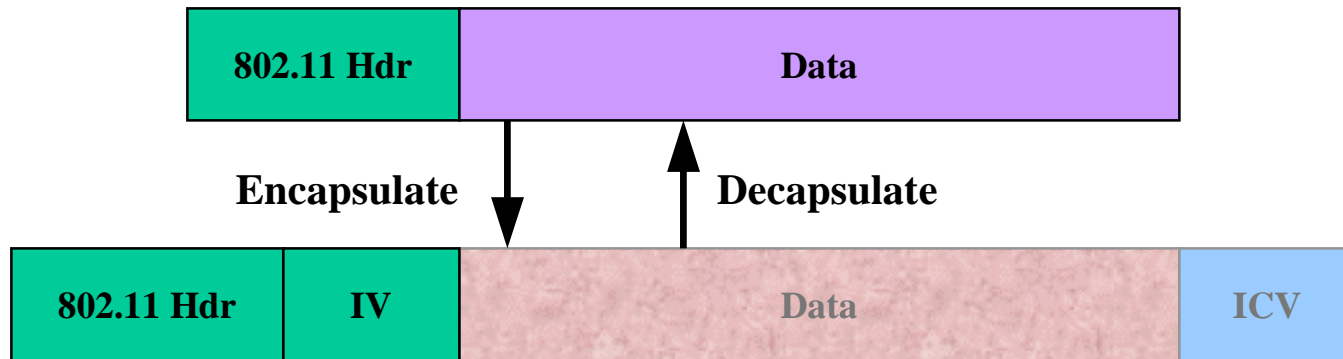 802.11 Hdr Data
Encapsulate Decapsulate
802.11 Hdr IV Data ICV